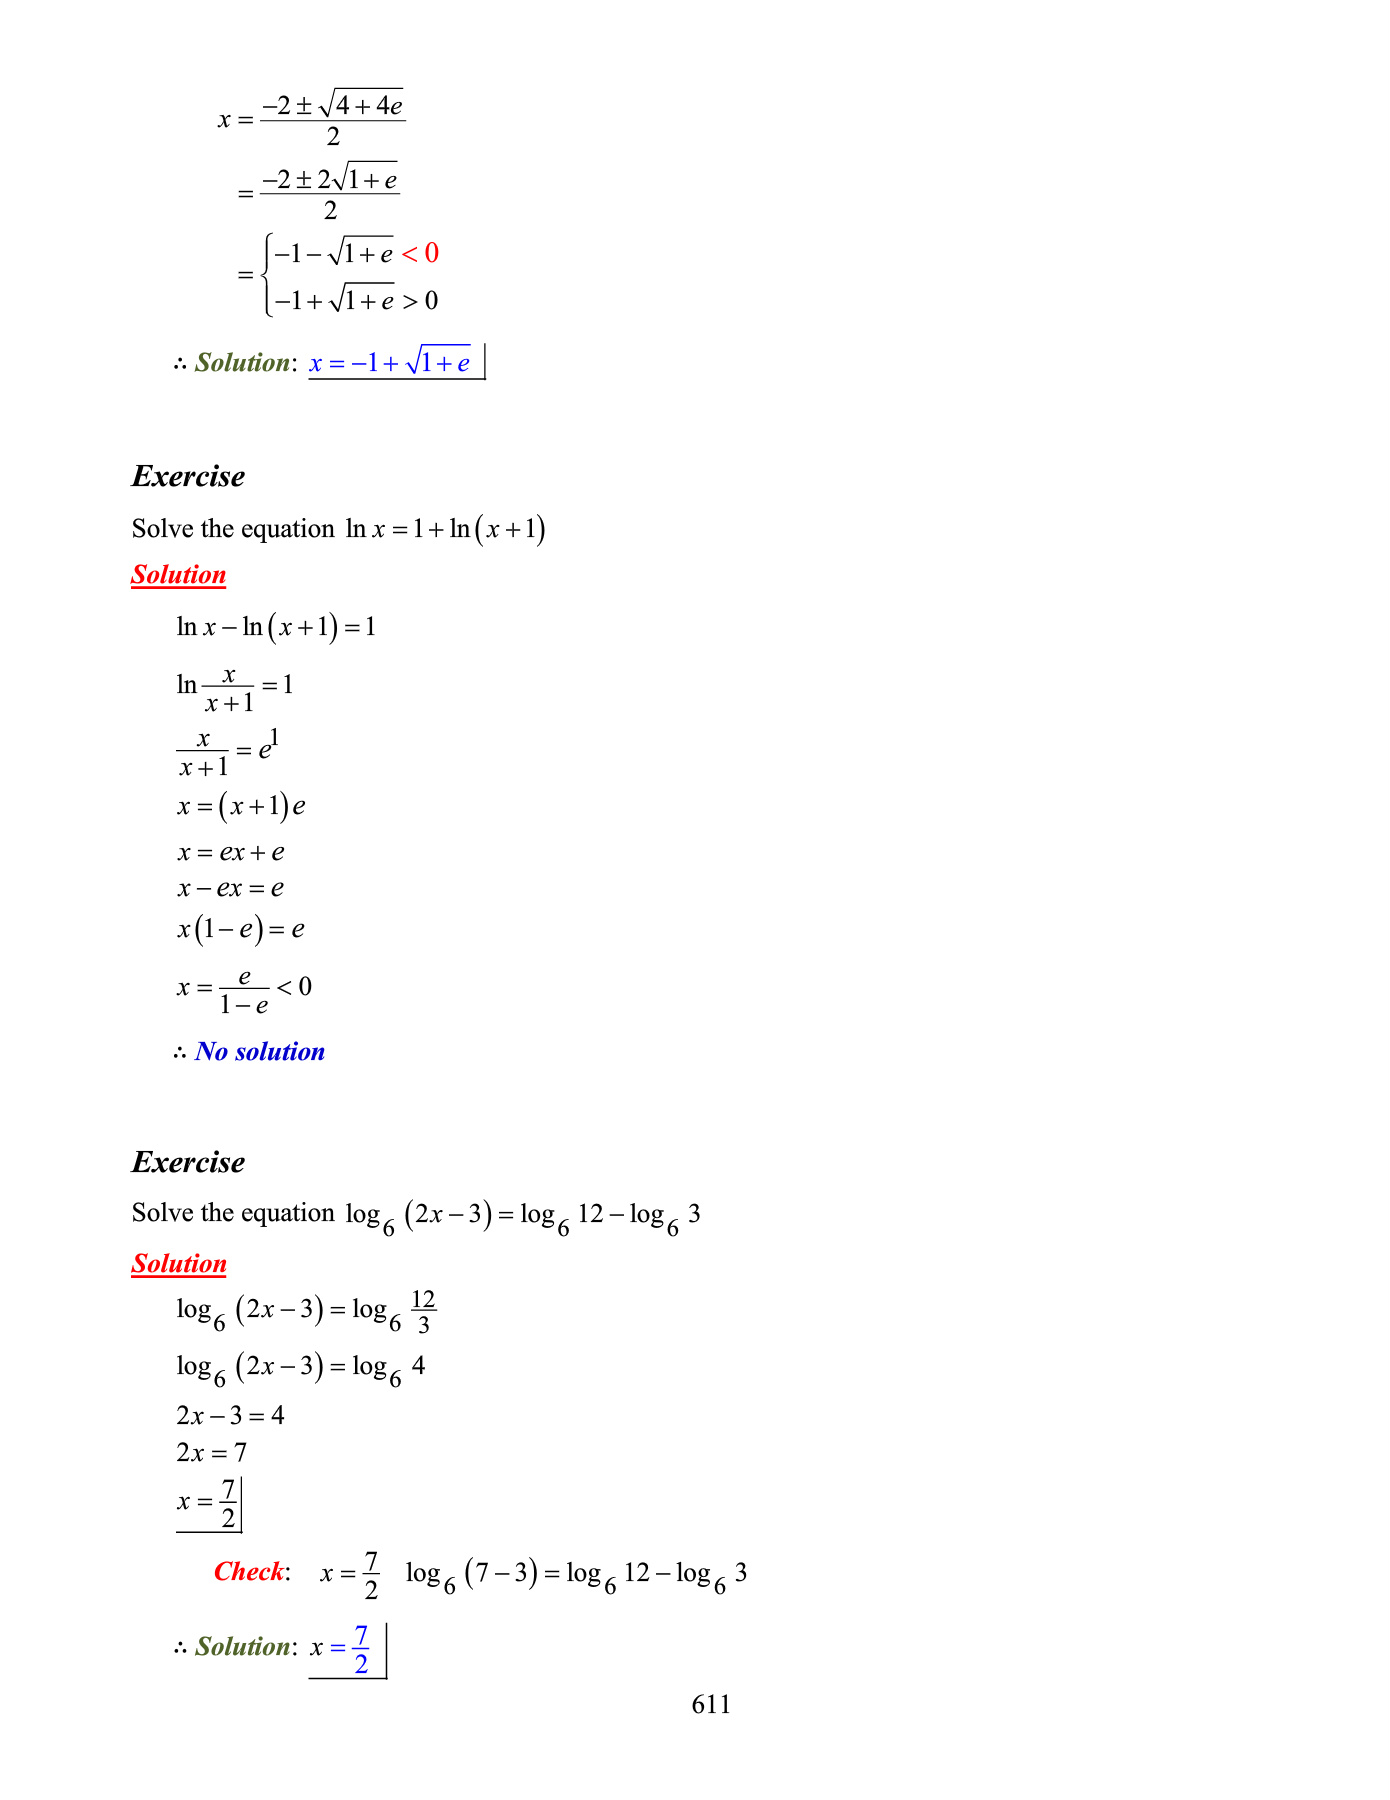 x = \frac{-2 \pm \sqrt{4 + 4e}}{2}
= \frac{-2 \pm 2\sqrt{1 + e}}{2}
= \begin{cases} -1 - \sqrt{1 + e} < 0 \\ -1 + \sqrt{1 + e} > 0 \end{cases}
∴ Solution: x = -1 + \sqrt{1 + e}
Exercise
Solve the equation ln x = 1 + ln(x + 1)
Solution
ln x − ln(x + 1) = 1
ln \frac{x}{x + 1} = 1
\frac{x}{x + 1} = e^1
x = (x + 1)e
x = ex + e
x − ex = e
x(1 − e) = e
x = \frac{e}{1 − e} < 0
∴ No solution
Exercise
Solve the equation log_6 (2x − 3) = log_6 12 − log_6 3
Solution
log_6 (2x − 3) = log_6 \frac{12}{3}
log_6 (2x − 3) = log_6 4
2x − 3 = 4
2x = 7
x = \frac{7}{2}
Check: x = \frac{7}{2} log_6 (7 − 3) = log_6 12 − log_6 3
∴ Solution: x = \frac{7}{2}
611